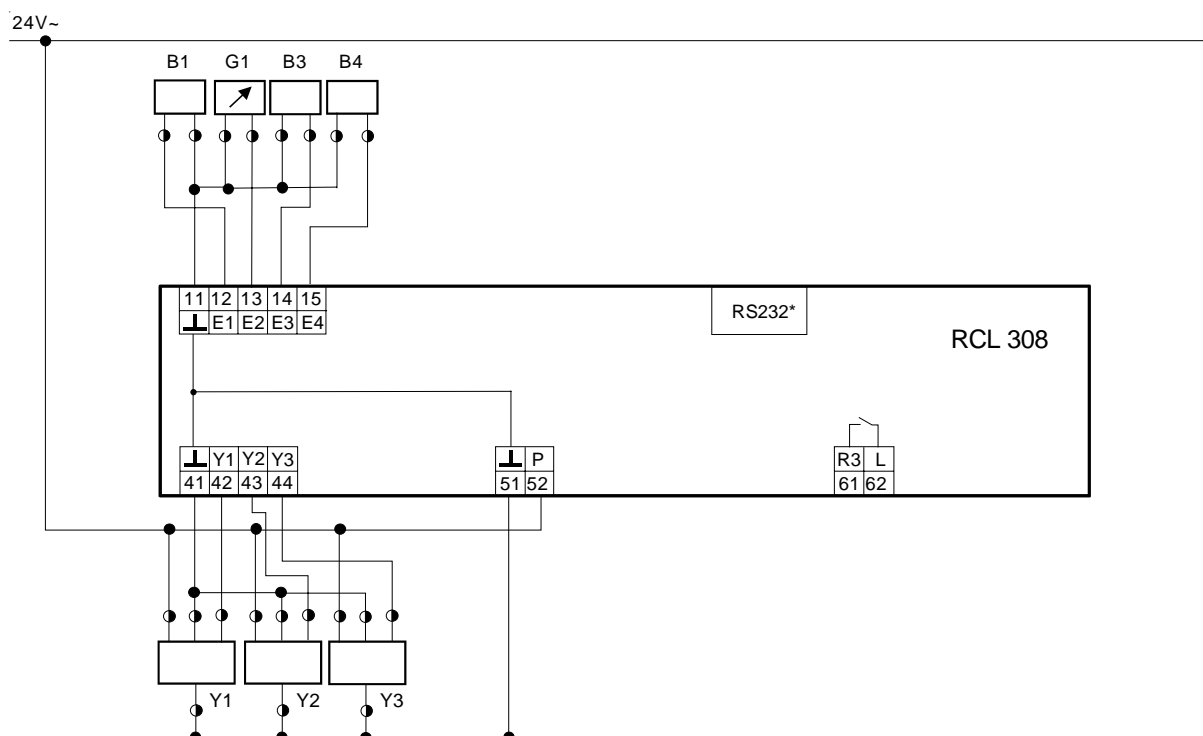 24V~
B1 G1 B3 B4
11 12 13 14 15
E1 E2 E3 E4
RS232*
RCL 308
Y1 Y2 Y3
41 42 43 44
P
51 52
R3 L
61 62
Y1 Y2 Y3